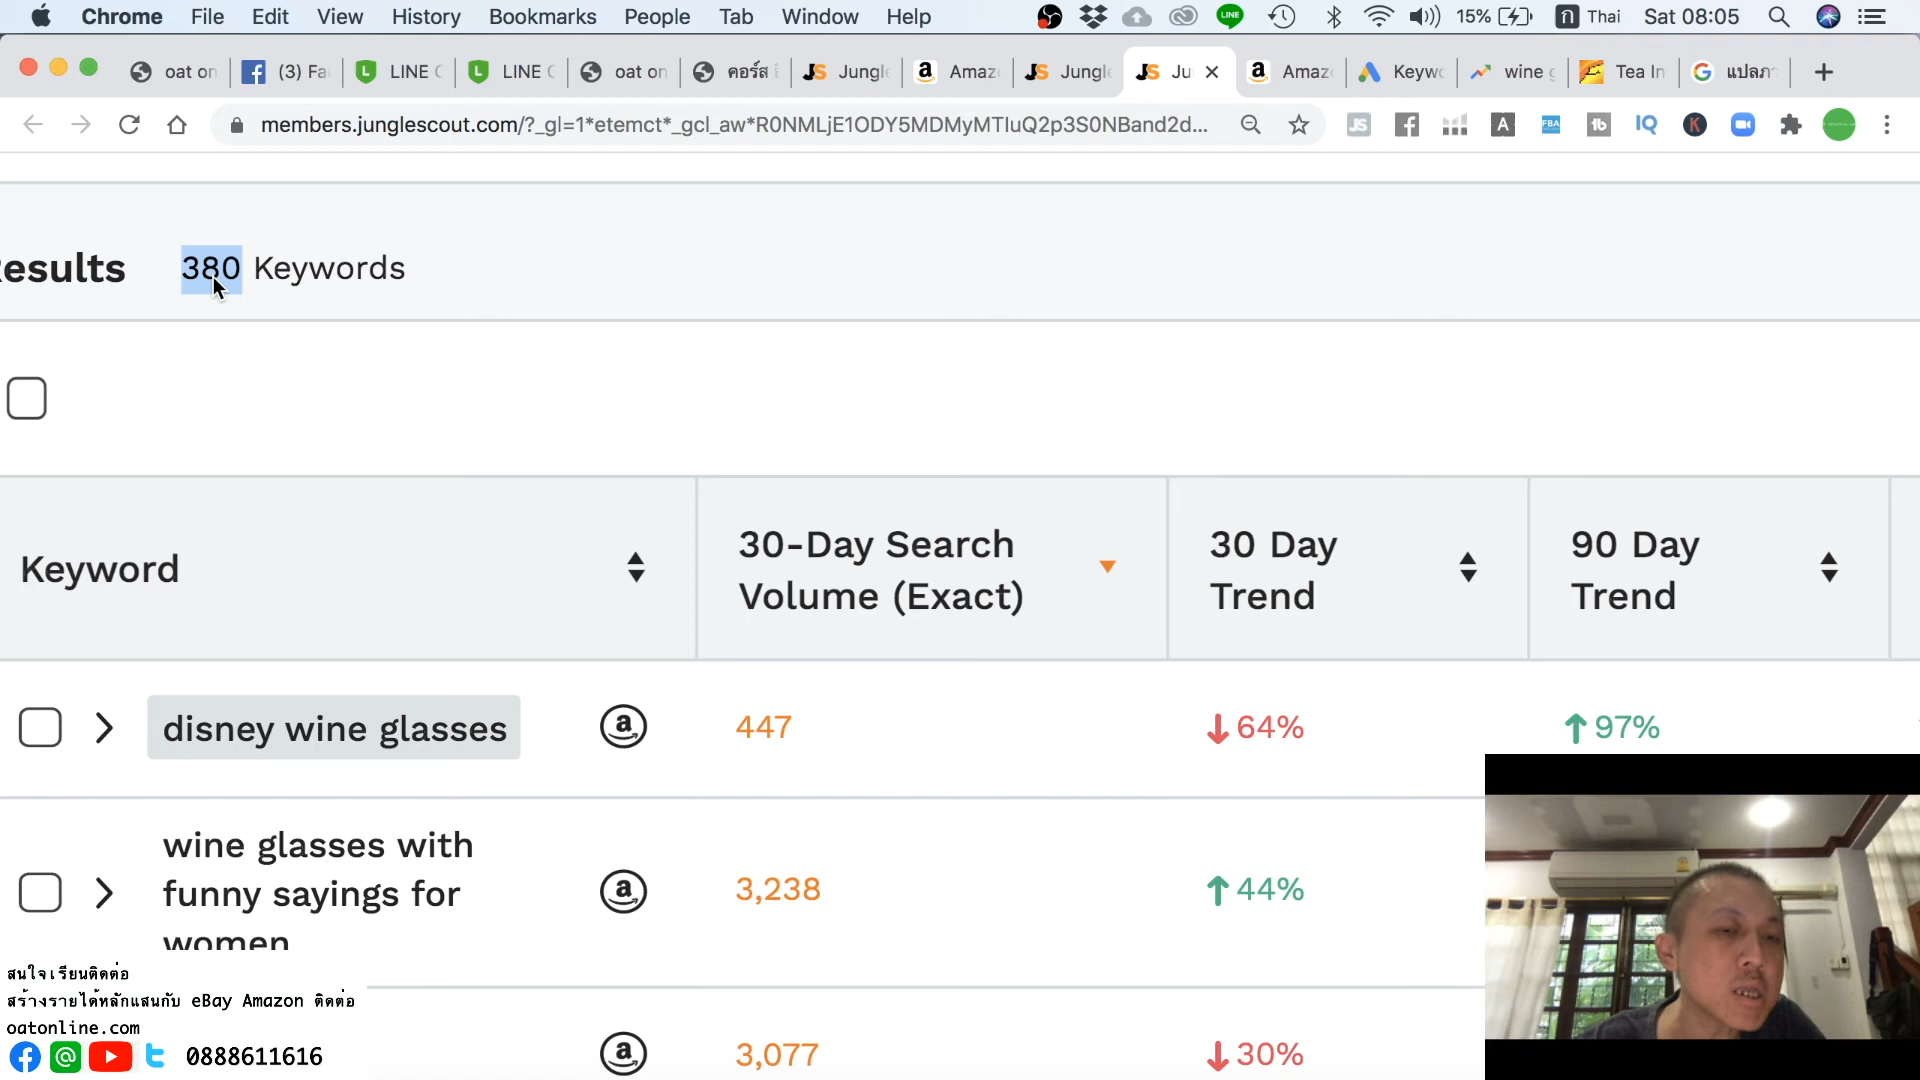 Chrome File Edit View History Bookmarks People Tab Window Help LINE 15% ก Thai Sat 08:05
oat on (3) Fa LINE LINE oat on คอร์ส Jungle Amaz Jungle Ju Amaz Keywo wine g Tea In แปลภา
members.junglescout.com/?_gl=1*etemct*_gcl_aw*R0NMLjE1ODY5MDMyMTIuQ2p3S0NBand2d...
esults 380 Keywords
Keyword
30-Day Search
Volume (Exact)
30 Day
Trend
90 Day
Trend
disney wine glasses 447 64% 97%
wine glasses with
funny sayings for
women
3,238 44%
3,077 30%
สนใจเรียนติดต่อ
สร้างรายได้หลักแสนกับ eBay Amazon ติดต่อ
oatonline.com
0888611616